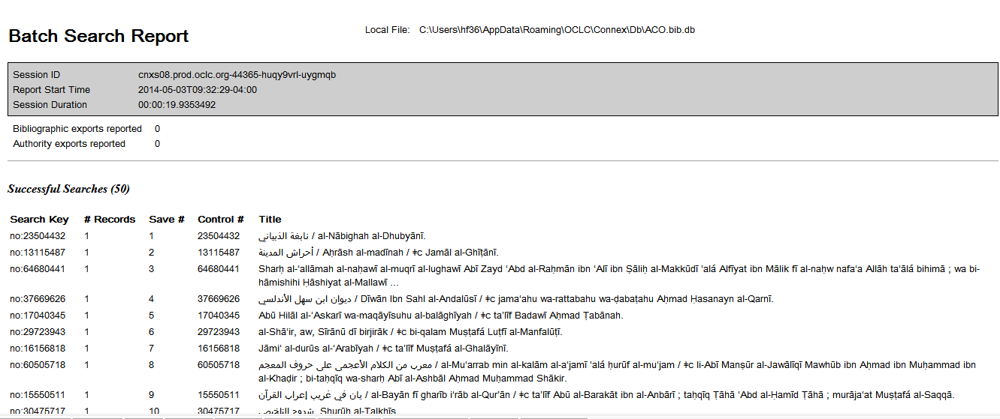 Batch Search Report
Local File: C:\Users\hf36\AppData\Roaming\OCLC\Connex\Db\ACO.bib.db
Session ID cnxs08.prod.oclc.org-44365-huqy9vrl-uygmqb
Report Start Time 2014-05-03T09:32:29-04:00
Session Duration 00:00:19.9353492
Bibliographic exports reported 0
Authority exports reported 0
Successful Searches (50)
Search Key # Records Save # Control # Title
no:23504432 1 1 23504432 نابغة الذبياني / al-Nābighah al-Dhubyānī.
no:13115487 1 2 13115487 أحراش المدينة / Aḥrāsh al-madīnah / ǂc Jamāl al-Ghīṭānī.
no:64680441 1 3 64680441 Sharḥ al-ʻallāmah al-naḥawī al-muqrī al-lughawī Abī Zayd ʻAbd al-Raḥmān ibn ʻAlī ibn Ṣāliḥ al-Makkūdī ʻalá Alfīyat ibn Mālik fī al-naḥw nafaʻa Allāh taʻālá bihimā ; wa bi-
hāmishihi Ḥāshiyat al-Mallawī ...
no:37669626 1 4 37669626 ديوان ابن سهل الأندلسي / Dīwān Ibn Sahl al-Andalūsī / ǂc jamaʻahu wa-rattabahu wa-ḍabaṭahu Aḥmad Ḥasanayn al-Qarnī.
no:17040345 1 5 17040345 Abū Hilāl al-ʻAskarī wa-maqāyīsuhu al-balāghīyah / ǂc taʼlīf Badawī Aḥmad Ṭabānah.
no:29723943 1 6 29723943 al-Shāʻir, aw, Sīrānū dī birjirāk / ǂc bi-qalam Muṣṭafá Luṭfī al-Manfalūṭī.
no:16156818 1 7 16156818 Jāmiʻ al-durūs al-ʻArabīyah / ǂc taʼlīf Muṣṭafá al-Ghalāyīnī.
no:60505718 1 8 60505718 معرب من الكلام الأعجمى على حروف المعجم / al-Muʻarrab min al-kalām al-aʻjamī ʻalá ḥurūf al-muʻjam / ǂc li-Abī Manṣūr al-Jawālīqī Mawhūb ibn Aḥmad ibn Muḥammad ibn
al-Khaḍir ; bi-taḥqīq wa-sharḥ Abī al-Ashbāl Aḥmad Muḥammad Shākir.
no:15550511 1 9 15550511 يان في غريب إعراب القرآن / al-Bayān fī gharīb iʻrāb al-Qurʼān / ǂc taʼlīf Abū al-Barakāt ibn al-Anbārī ; taḥqīq Ṭāhā ʻAbd al-Ḥamīd Ṭāhā ; murājaʻat Muṣṭafá al-Saqqā.
no:30475717 1 10 30475717 شروح التلخيص. Shurūḥ al-Talkhīṣ.